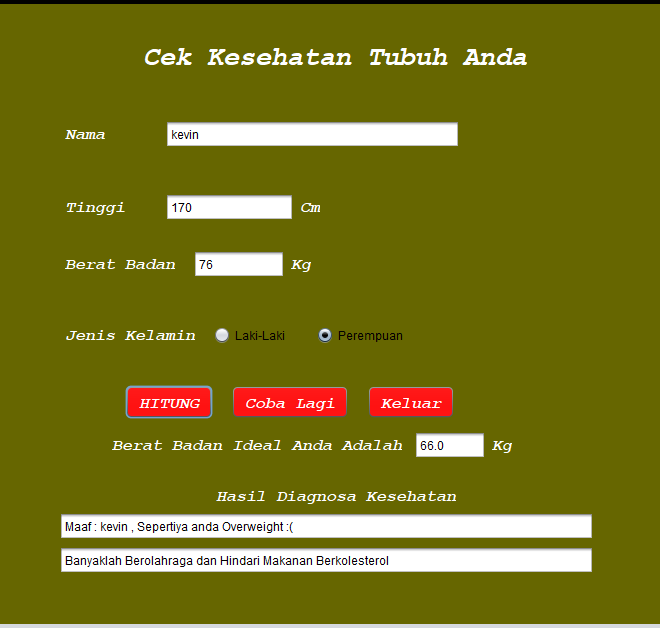 Cek Kesehatan Tubuh Anda
Nama kevin
Tinggi 170 Cm
Berat Badan 76 Kg
Jenis Kelamin Laki-Laki Perempuan
HITUNG Coba Lagi Keluar
Berat Badan Ideal Anda Adalah 66.0 Kg
Hasil Diagnosa Kesehatan
Maaf : kevin , Sepertiya anda Overweight :(
Banyaklah Berolahraga dan Hindari Makanan Berkolesterol